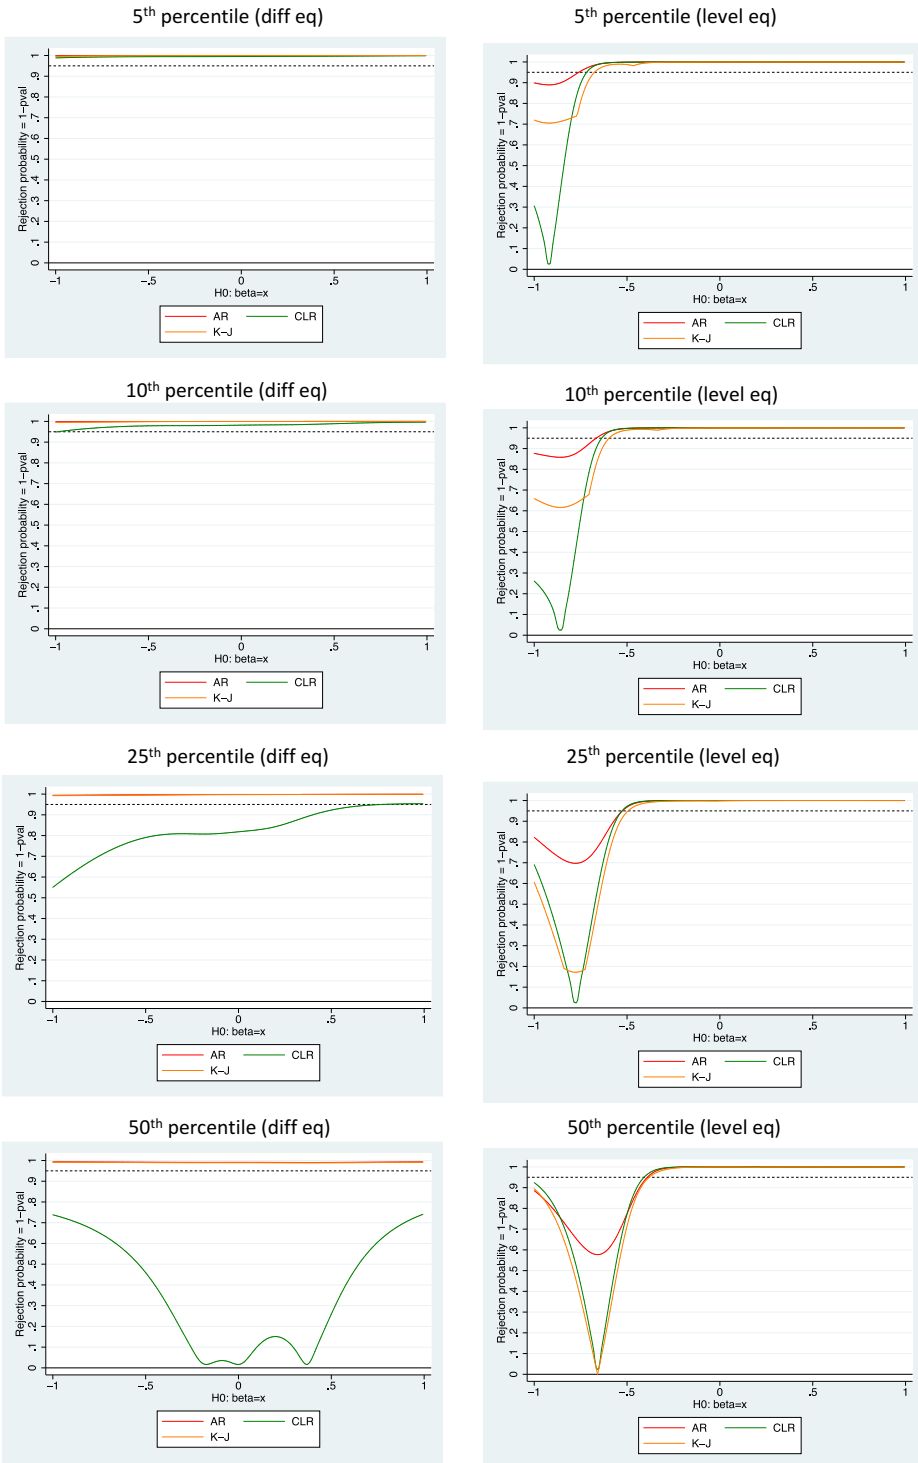 5th percentile (diff eq)
Rejection probability = 1−pval
0 .1 .2 .3 .4 .5 .6 .7 .8 .9 1
−1 −.5 0 .5 1
H0: beta=x
AR CLR
K−J
5th percentile (level eq)
Rejection probability = 1−pval
0 .1 .2 .3 .4 .5 .6 .7 .8 .9 1
−1 −.5 0 .5 1
H0: beta=x
AR CLR
K−J
10th percentile (diff eq)
Rejection probability = 1−pval
0 .1 .2 .3 .4 .5 .6 .7 .8 .9 1
−1 −.5 0 .5 1
H0: beta=x
AR CLR
K−J
10th percentile (level eq)
Rejection probability = 1−pval
0 .1 .2 .3 .4 .5 .6 .7 .8 .9 1
−1 −.5 0 .5 1
H0: beta=x
AR CLR
K−J
25th percentile (diff eq)
Rejection probability = 1−pval
0 .1 .2 .3 .4 .5 .6 .7 .8 .9 1
−1 −.5 0 .5 1
H0: beta=x
AR CLR
K−J
25th percentile (level eq)
Rejection probability = 1−pval
0 .1 .2 .3 .4 .5 .6 .7 .8 .9 1
−1 −.5 0 .5 1
H0: beta=x
AR CLR
K−J
50th percentile (diff eq)
Rejection probability = 1−pval
0 .1 .2 .3 .4 .5 .6 .7 .8 .9 1
−1 −.5 0 .5 1
H0: beta=x
AR CLR
K−J
50th percentile (level eq)
Rejection probability = 1−pval
0 .1 .2 .3 .4 .5 .6 .7 .8 .9 1
−1 −.5 0 .5 1
H0: beta=x
AR CLR
K−J